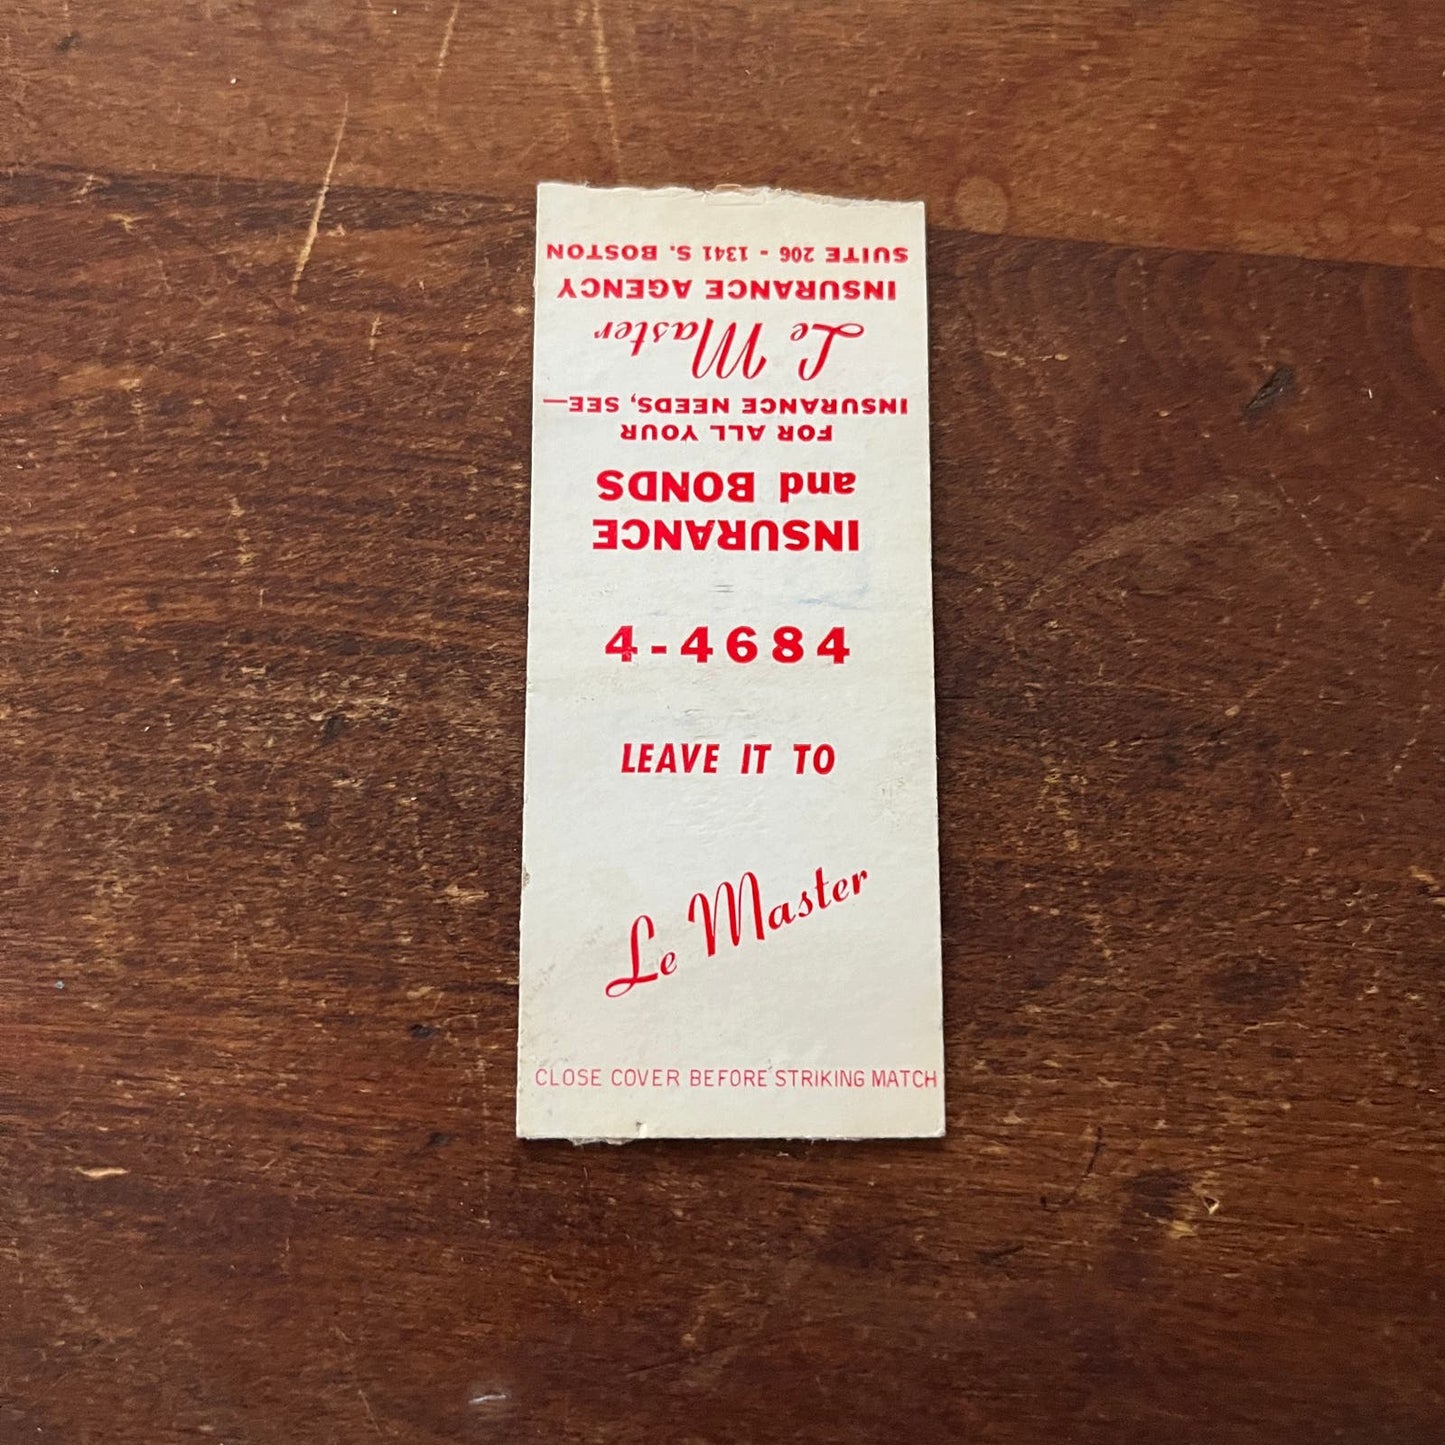 INSURANCE
and BONDS
FOR ALL YOUR
INSURANCE NEEDS, SEE—
Le Master
INSURANCE AGENCY
SUITE 206 - 1341 S. BOSTON
4-4684
LEAVE IT TO
Le Master
CLOSE COVER BEFORE STRIKING MATCH